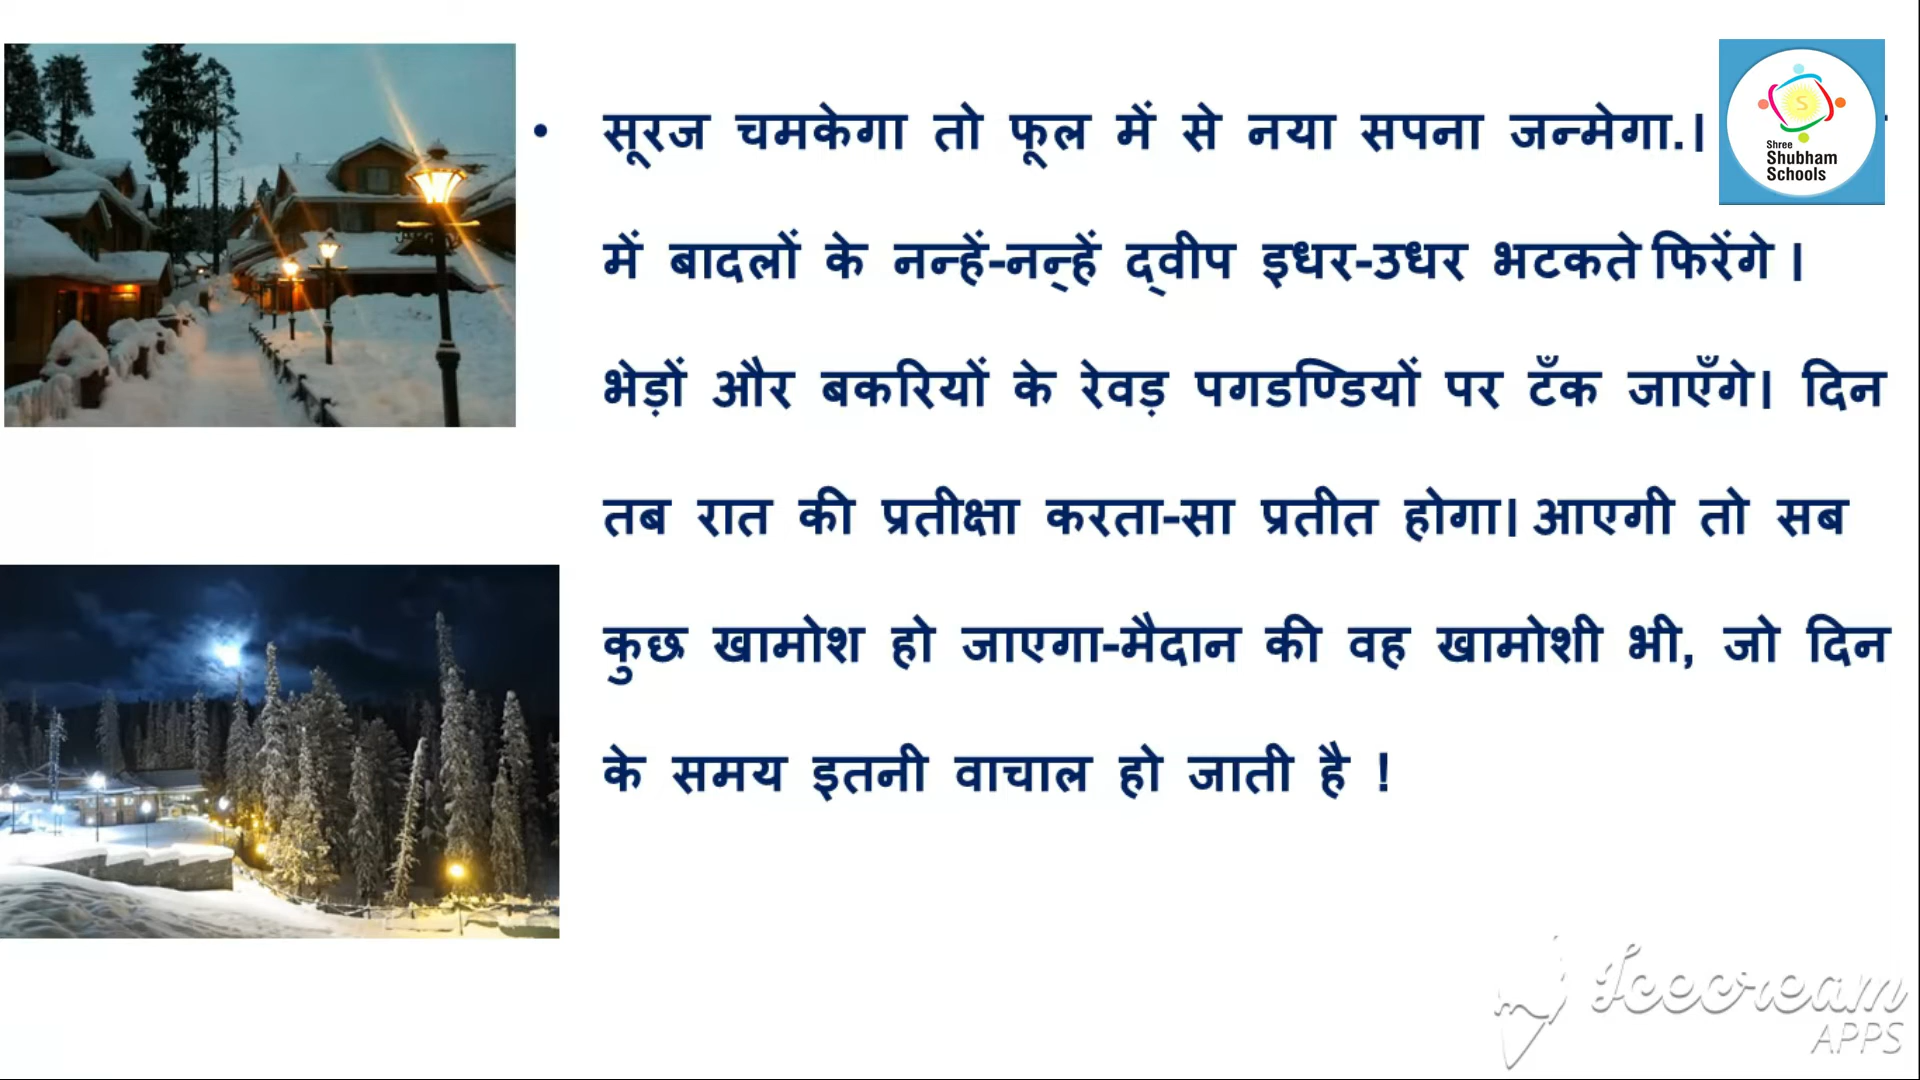 • सूरज चमकेगा तो फूल में से नया सपना जन्मेगा.।
Shree
Shubham
Schools
में बादलों के नन्हें-नन्हें द्वीप इधर-उधर भटकते फिरेंगे ।
भेड़ों और बकरियों के रेवड़ पगडण्डियों पर टँक जाएँगे। दिन
तब रात की प्रतीक्षा करता-सा प्रतीत होगा। आएगी तो सब
कुछ खामोश हो जाएगा-मैदान की वह खामोशी भी, जो दिन
के समय इतनी वाचाल हो जाती है !
Icecream
APPS